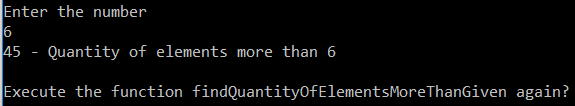 Enter the number
6
45 - Quantity of elements more than 6
Execute the function findQuantityOfElementsMoreThanGiven again?